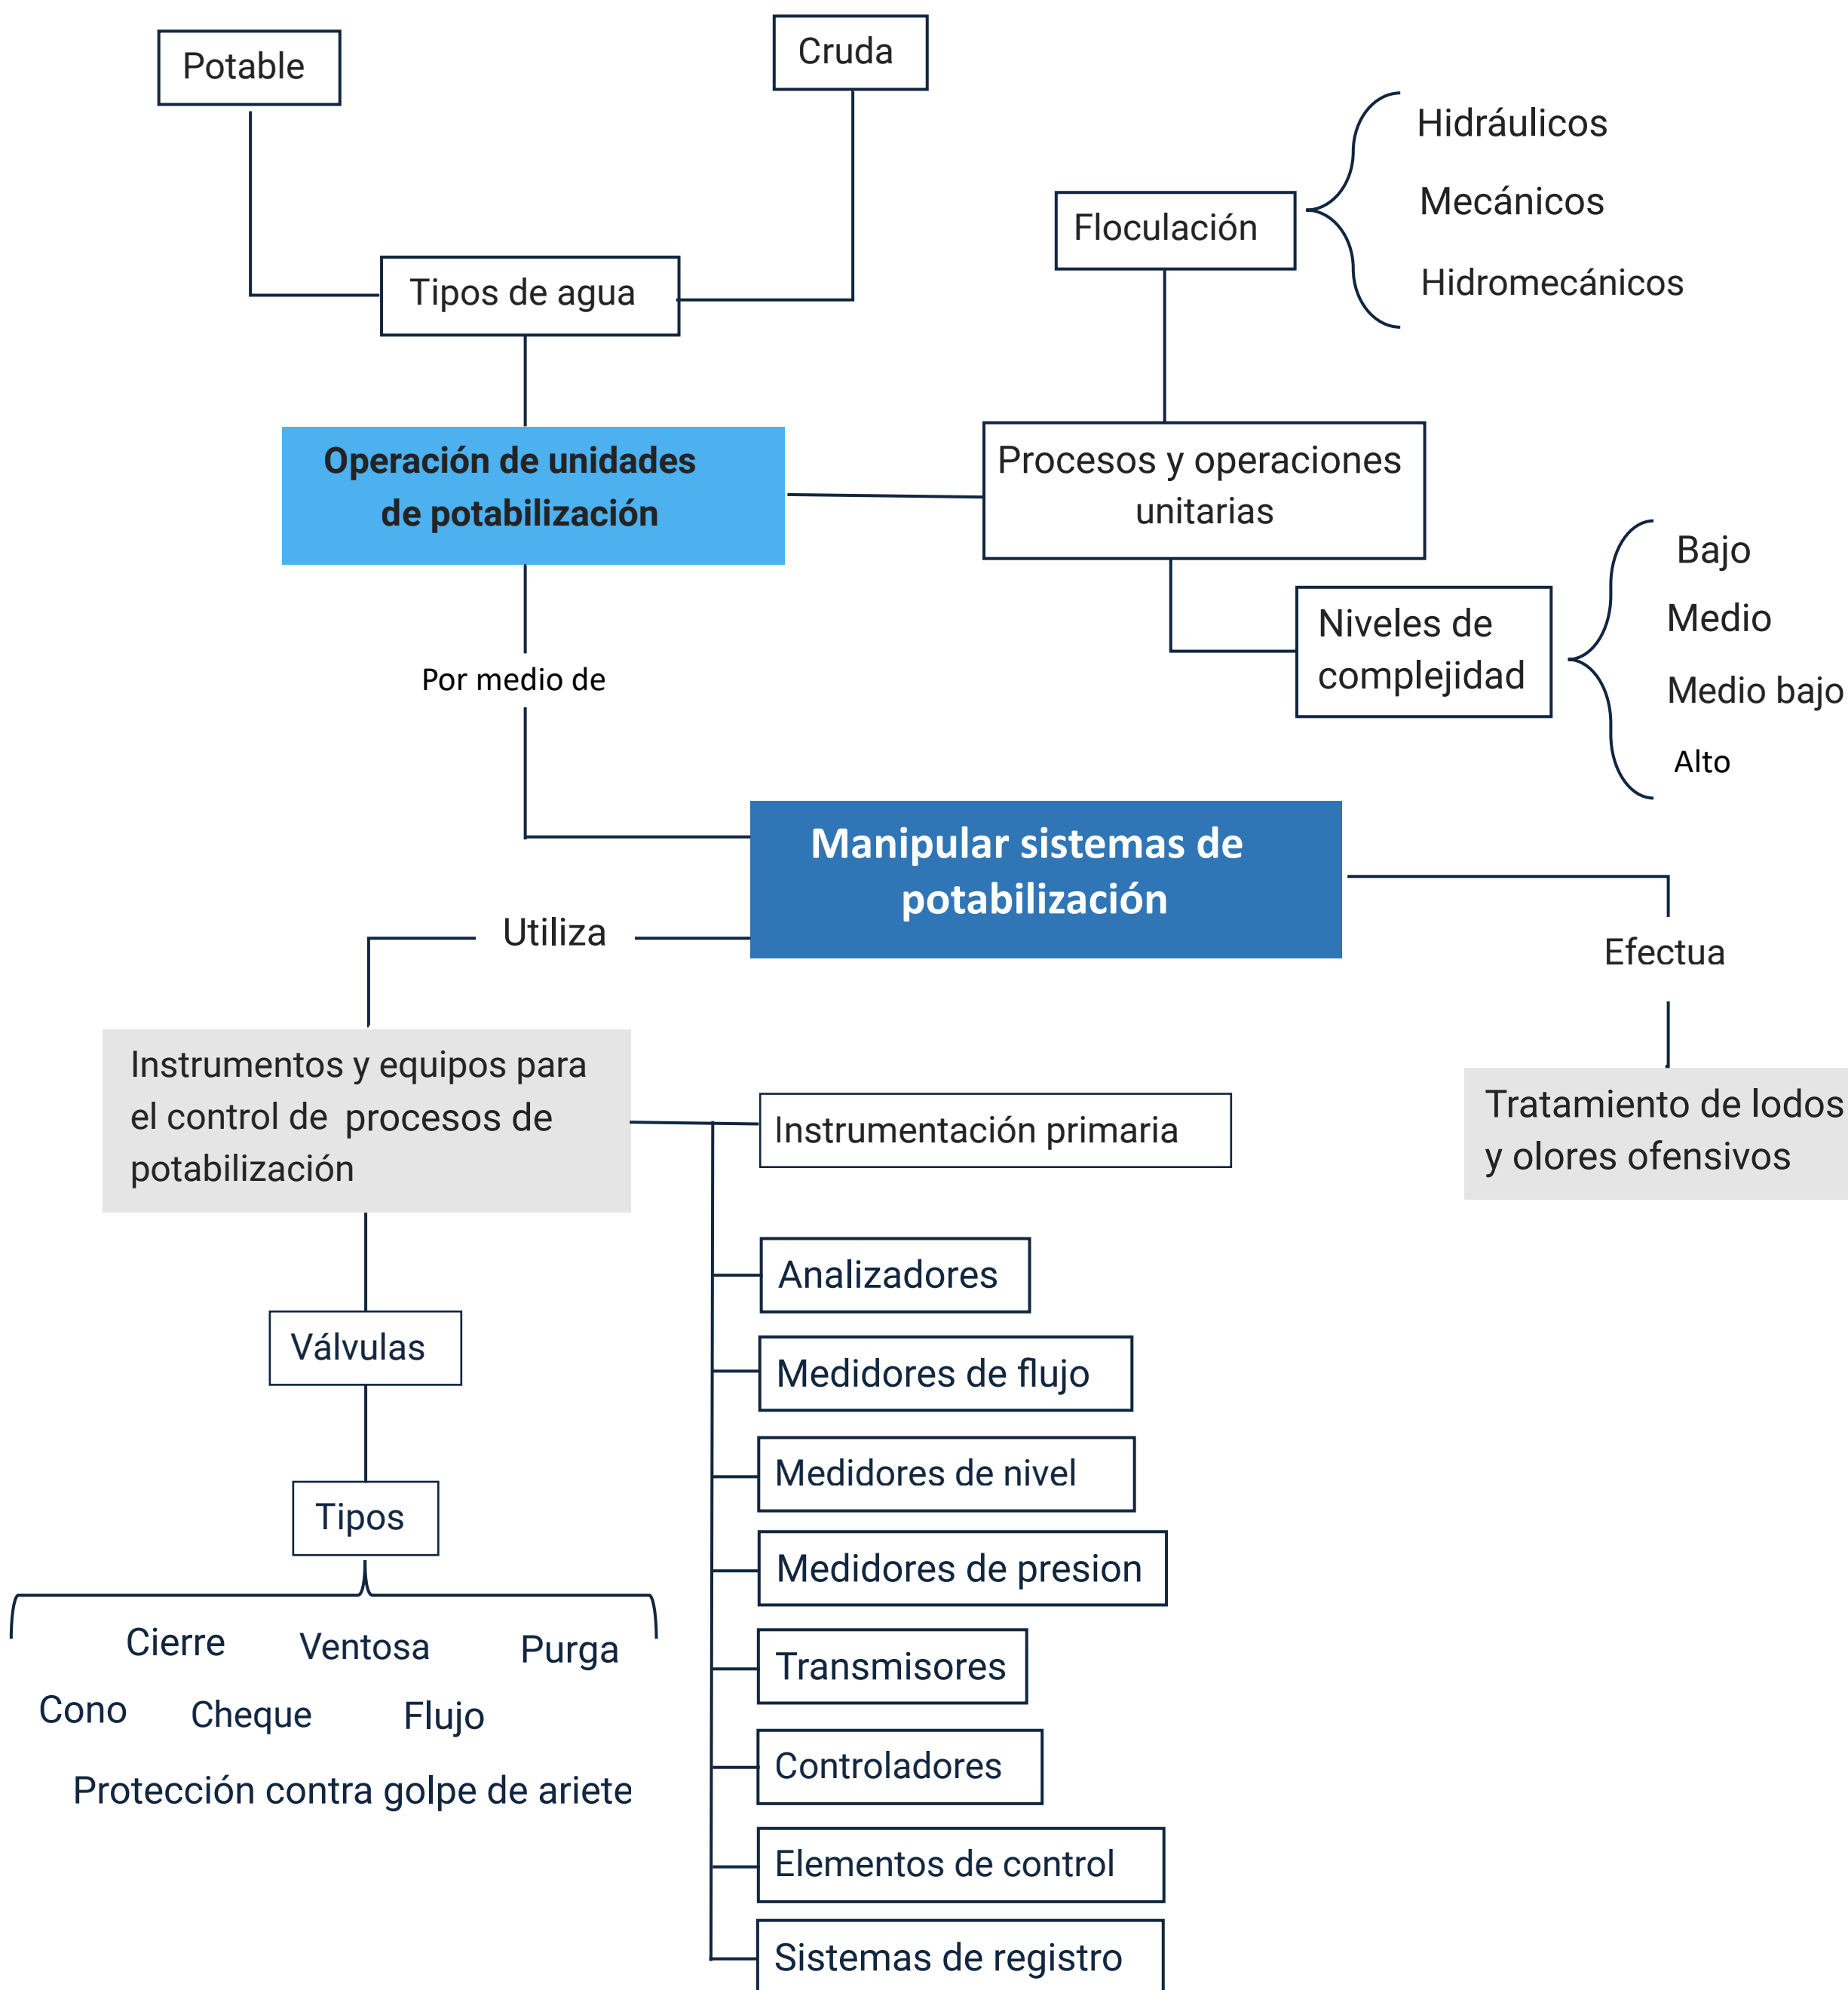 Potable
Cruda
Tipos de agua
Floculación
Hidráulicos
Mecánicos
Hidromecánicos
Operación de unidades
de potabilización
Procesos y operaciones
unitarias
Niveles de
complejidad
Bajo
Medio
Medio bajo
Alto
Por medio de
Manipular sistemas de
potabilización
Utiliza
Efectua
Instrumentos y equipos para
el control de procesos de
potabilización
Tratamiento de lodos
y olores ofensivos
Instrumentación primaria
Analizadores
Medidores de flujo
Medidores de nivel
Medidores de presion
Transmisores
Controladores
Elementos de control
Sistemas de registro
Válvulas
Tipos
Cierre Ventosa Purga
Cono Cheque Flujo
Protección contra golpe de ariete